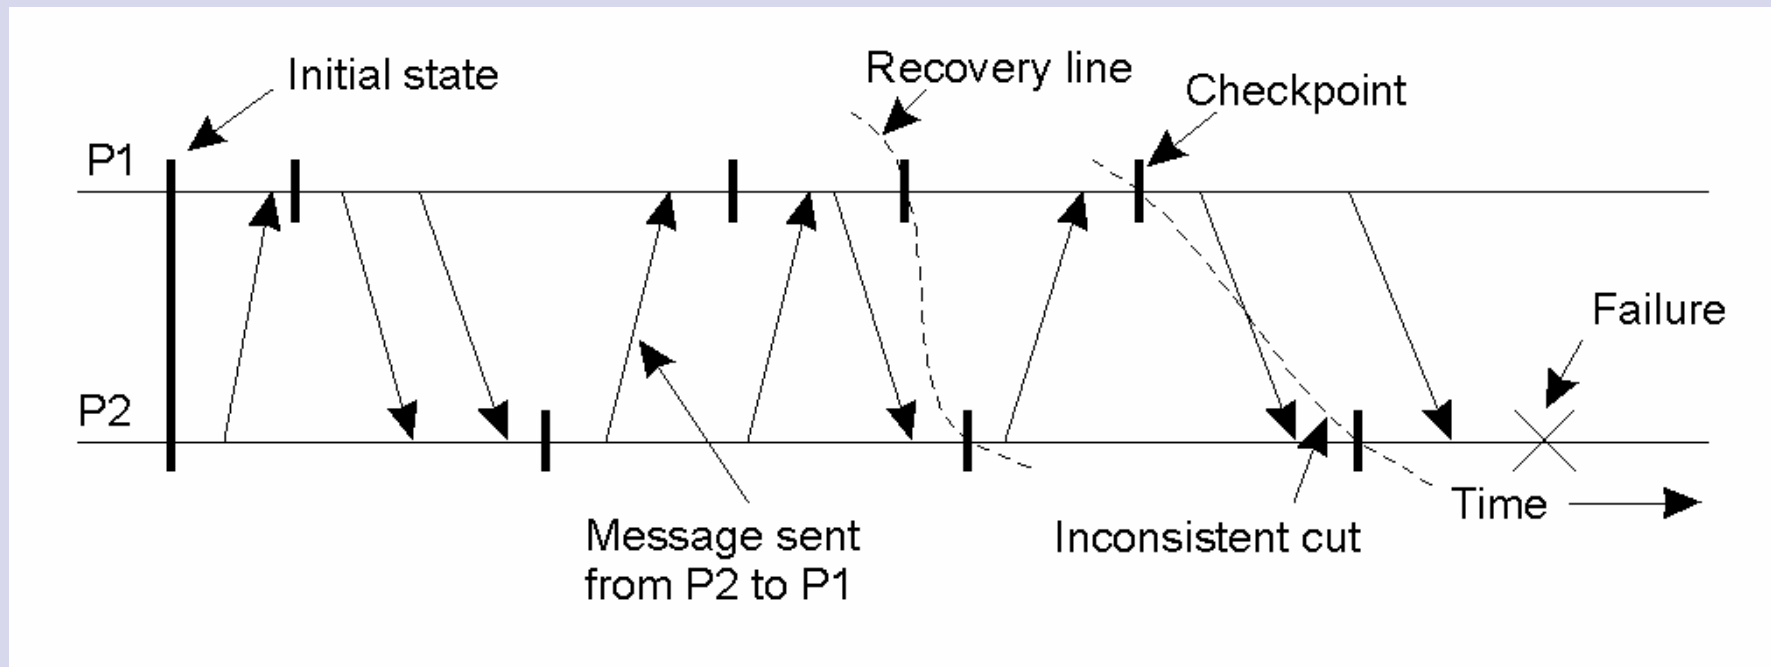 Initial state
Recovery line
Checkpoint
P1
Failure
P2
Time
Message sent
from P2 to P1
Inconsistent cut